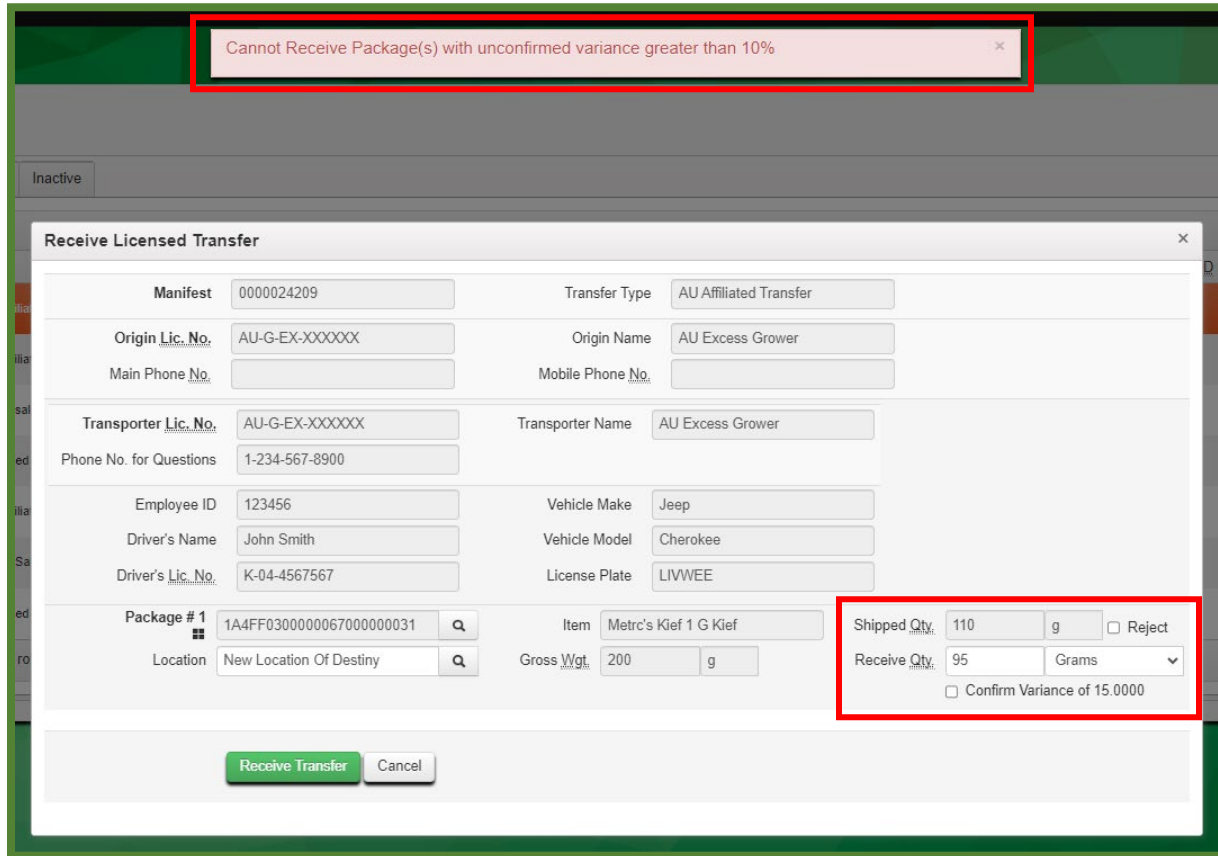 Cannot Receive Package(s) with unconfirmed variance greater than 10% ×
Inactive
Receive Licensed Transfer ×
D
Manifest 0000024209 Transfer Type AU Affiliated Transfer
Origin Lic. No. AU-G-EX-XXXXXX Origin Name AU Excess Grower
Main Phone No. Mobile Phone No.
Transporter Lic. No. AU-G-EX-XXXXXX Transporter Name AU Excess Grower
Phone No. for Questions 1-234-567-8900
Employee ID 123456 Vehicle Make Jeep
Driver's Name John Smith Vehicle Model Cherokee
Driver's Lic. No. K-04-4567567 License Plate LIVWEE
Package # 1 1A4FF0300000067000000031 Item Metrc's Kief 1 G Kief Shipped Qty. 110 g Reject
Location New Location Of Destiny Gross Wgt. 200 g Receive Qty. 95 Grams
Confirm Variance of 15.0000
Receive Transfer Cancel